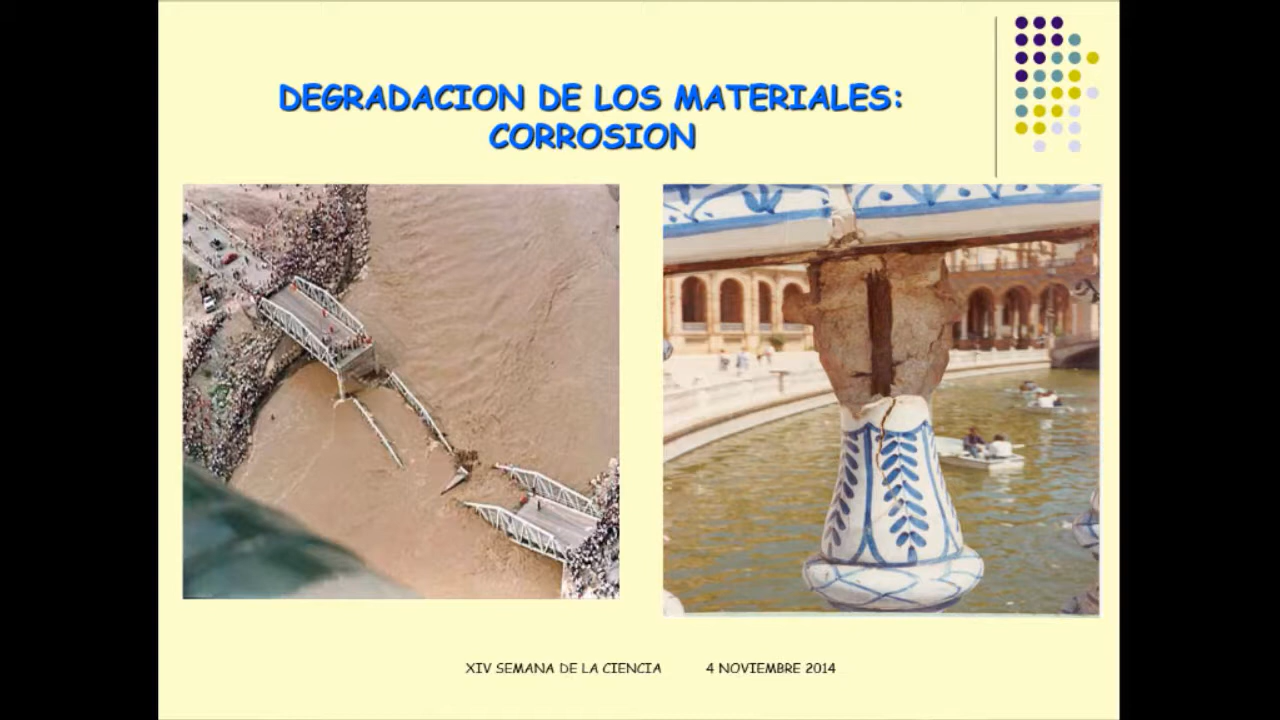 DEGRADACION DE LOS MATERIALES:
CORROSION
XIV SEMANA DE LA CIENCIA 4 NOVIEMBRE 2014